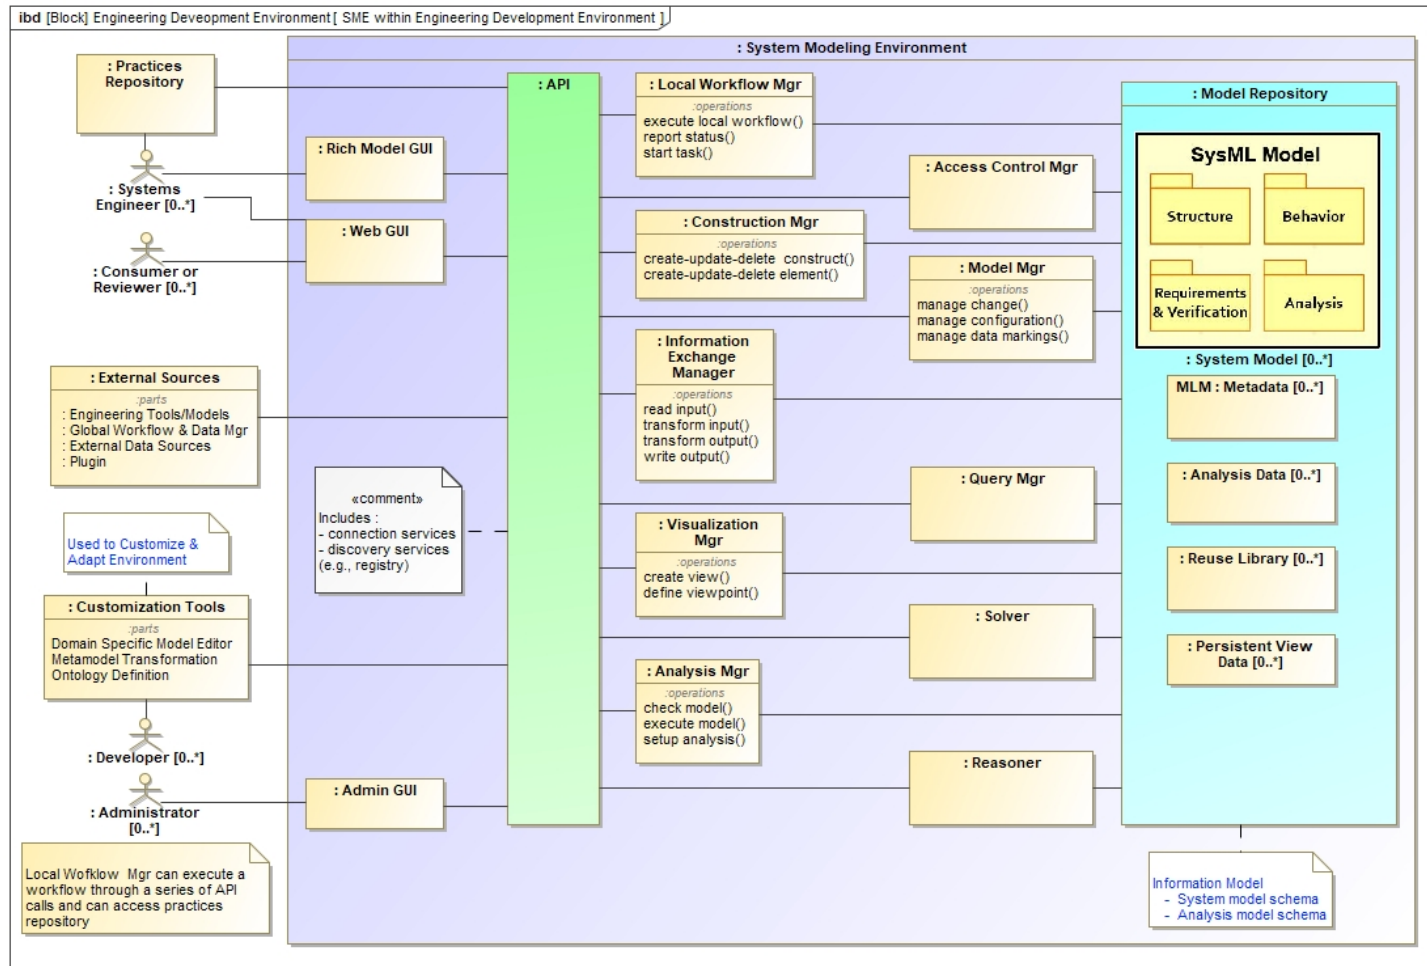 ibd [Block] Engineering Deveopment Environment [ SME within Engineering Development Environment ]
: System Modeling Environment
: Practices
Repository
: Systems
Engineer [0..*]
: Consumer or
Reviewer [0..*]
: External Sources
:parts
: Engineering Tools/Models
: Global Workflow & Data Mgr
: External Data Sources
: Plugin
Used to Customize &
Adapt Environment
: Customization Tools
:parts
Domain Specific Model Editor
Metamodel Transformation
Ontology Definition
: Developer [0..*]
: Administrator
[0..*]
Local Wofklow Mgr can execute a
workflow through a series of API
calls and can access practices
repository
: Rich Model GUI
: Web GUI
«comment»
Includes :
- connection services
- discovery services
(e.g., registry)
: Admin GUI
: API
: Local Workflow Mgr
:operations
execute local workflow()
report status()
start task()
: Access Control Mgr
: Construction Mgr
:operations
create-update-delete construct()
create-update-delete element()
: Model Mgr
:operations
manage change()
manage configuration()
manage data markings()
: Information
Exchange
Manager
:operations
read input()
transform input()
transform output()
write output()
: Query Mgr
: Visualization
Mgr
:operations
create view()
define viewpoint()
: Solver
: Analysis Mgr
:operations
check model()
execute model()
setup analysis()
: Reasoner
: Model Repository
SysML Model
Structure
Behavior
Requirements
& Verification
Analysis
: System Model [0..*]
MLM : Metadata [0..*]
: Analysis Data [0..*]
: Reuse Library [0..*]
: Persistent View
Data [0..*]
Information Model
- System model schema
- Analysis model schema